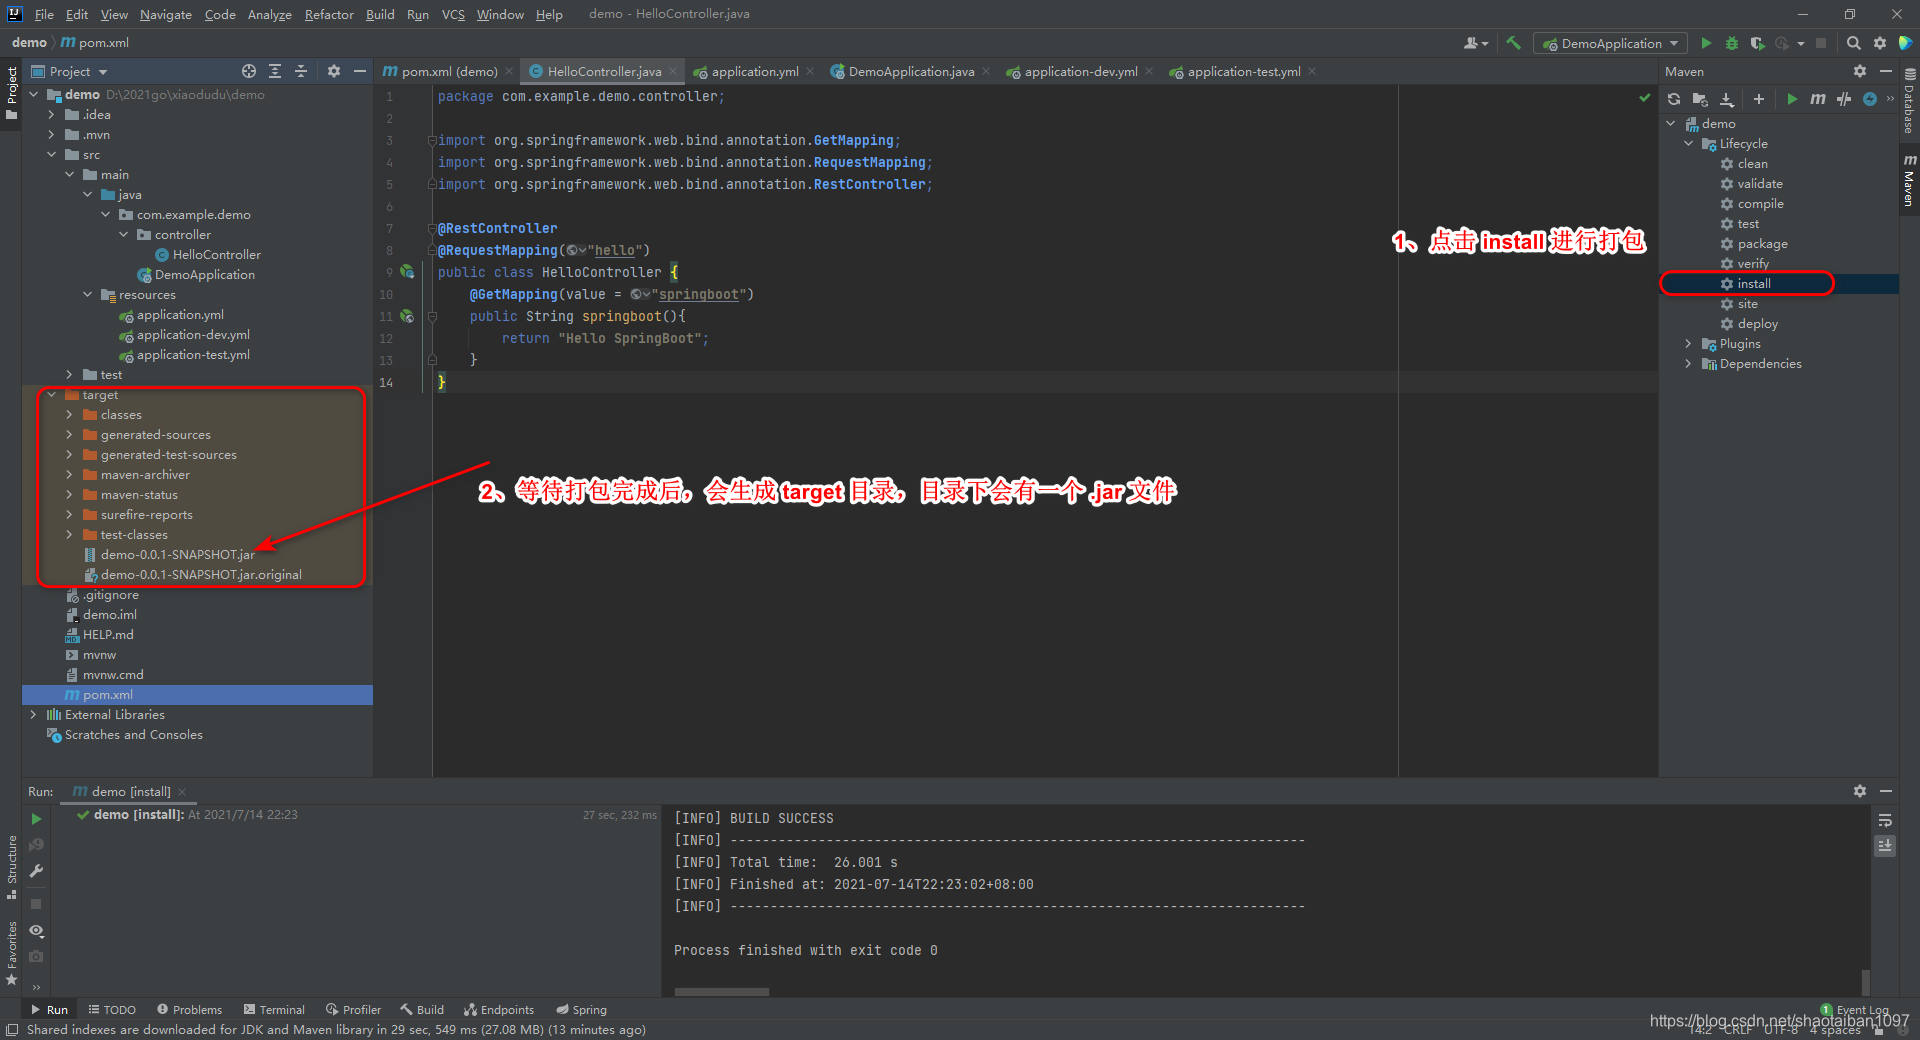 File Edit View Navigate Code Analyze Refactor Build Run VCS Window Help demo - HelloController.java
demo pom.xml
DemoApplication
Project
pom.xml (demo) HelloController.java application.yml DemoApplication.java application-dev.yml application-test.yml
Maven
Project
demo D:\2021go\xiaodudu\demo
.idea
.mvn
src
main
java
com.example.demo
controller
HelloController
DemoApplication
resources
application.yml
application-dev.yml
application-test.yml
test
target
classes
generated-sources
generated-test-sources
maven-archiver
maven-status
surefire-reports
test-classes
demo-0.0.1-SNAPSHOT.jar
demo-0.0.1-SNAPSHOT.jar.original
.gitignore
demo.iml
HELP.md
mvnw
mvnw.cmd
pom.xml
External Libraries
Scratches and Consoles
1 package com.example.demo.controller;
2
3 import org.springframework.web.bind.annotation.GetMapping;
4 import org.springframework.web.bind.annotation.RequestMapping;
5 import org.springframework.web.bind.annotation.RestController;
6
7 @RestController
8 @RequestMapping("hello")
9 public class HelloController {
10 @GetMapping(value = "springboot")
11 public String springboot(){
12 return "Hello SpringBoot";
13 }
14 }
1、点击 install 进行打包
2、等待打包完成后，会生成 target 目录，目录下会有一个 .jar 文件
demo
Lifecycle
clean
validate
compile
test
package
verify
install
site
deploy
Plugins
Dependencies
Database
Maven
Run: demo [install]
demo [install]: At 2021/7/14 22:23 27 sec, 232 ms
[INFO] BUILD SUCCESS
[INFO] ------------------------------------------------------------------------
[INFO] Total time:  26.001 s
[INFO] Finished at: 2021-07-14T22:23:02+08:00
[INFO] ------------------------------------------------------------------------
Process finished with exit code 0
Structure
Favorites
Run TODO Problems Terminal Profiler Build Endpoints Spring 1 Event Log
Shared indexes are downloaded for JDK and Maven library in 29 sec, 549 ms (27.08 MB) (13 minutes ago)
14:2 CRLF UTF-8 4 spaces
https://blog.csdn.net/shaotaiban1097